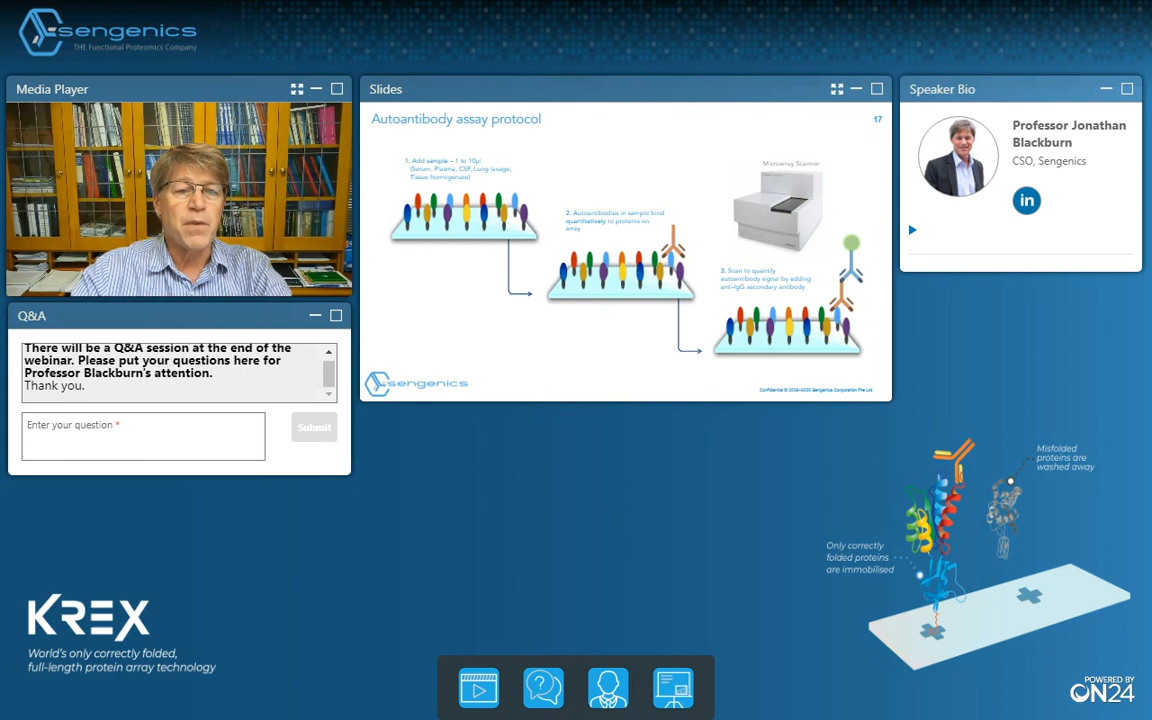 sengenics
THE Functional Proteomics Company
Media Player
Q&A
There will be a Q&A session at the end of the
webinar. Please put your questions here for
Professor Blackburn's attention.
Thank you.
Enter your question *
Submit
Slides
Autoantibody assay protocol
17
1. Add sample – 1 to 10µl
(Serum, Plasma, CSF, Lung lavage,
Tissue homogenate)
2. Autoantibodies in sample bind
quantitatively to proteins on
array
Microarray Scanner
3. Scan to quantify
autoantibody signal by adding
anti-IgG secondary antibody
sengenics
Sengenics Corporation Pte Ltd
Speaker Bio
Professor Jonathan
Blackburn
CSO, Sengenics
in
Misfolded
proteins are
washed away
Only correctly
folded proteins
are immobilised
KREX
World's only correctly folded,
full-length protein array technology
POWERED BY
ON24